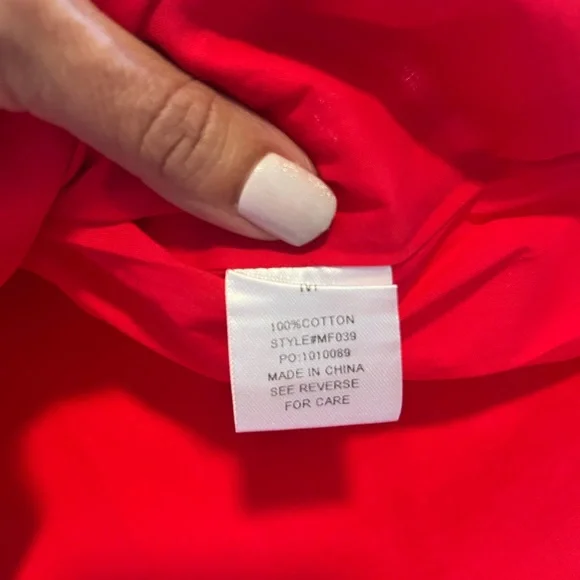 100%COTTON
STYLE#MF039
PO:1010089
MADE IN CHINA
SEE REVERSE
FOR CARE